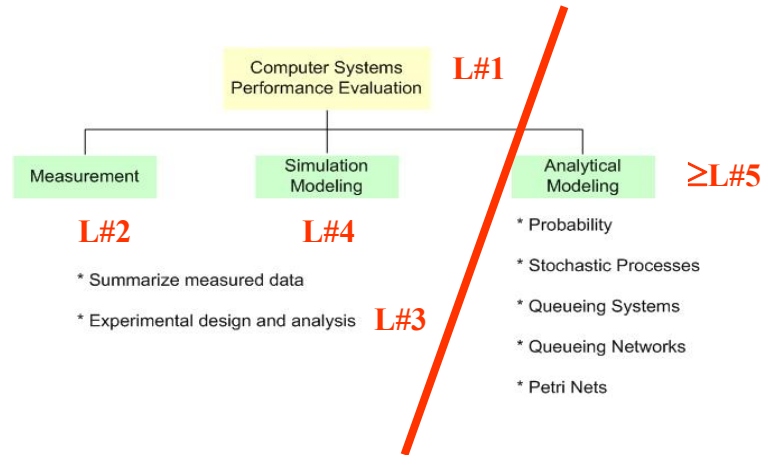 Computer Systems
Performance Evaluation
L#1
Measurement
Simulation
Modeling
Analytical
Modeling
≥L#5
L#2
L#4
* Summarize measured data
* Experimental design and analysis
L#3
* Probability
* Stochastic Processes
* Queueing Systems
* Queueing Networks
* Petri Nets